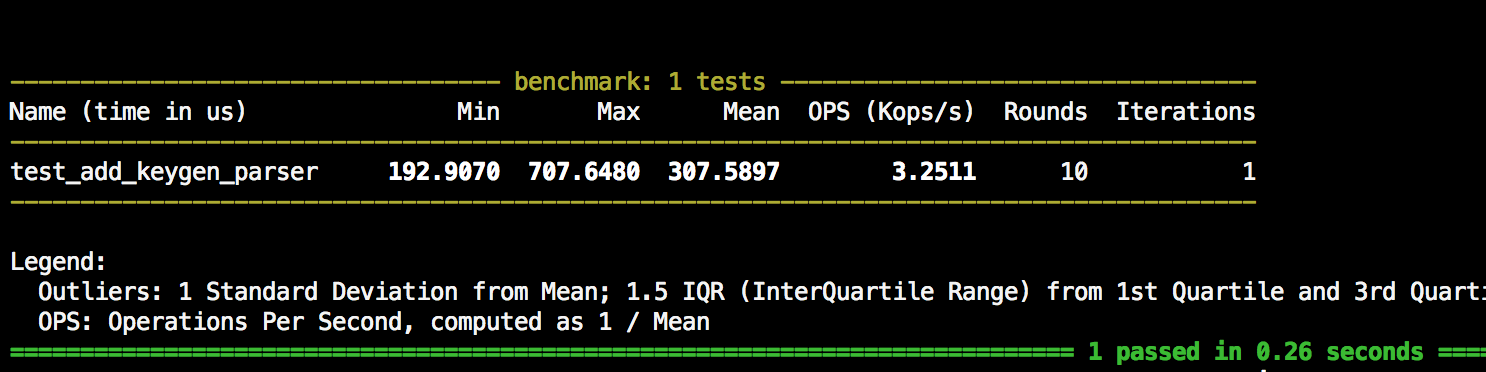 ----------------------------------- benchmark: 1 tests ----------------------------------
Name (time in us)               Min       Max      Mean  OPS (Kops/s)  Rounds  Iterations
-----------------------------------------------------------------------------------------
test_add_keygen_parser     192.9070  707.6480  307.5897        3.2511      10           1
-----------------------------------------------------------------------------------------
Legend:
  Outliers: 1 Standard Deviation from Mean; 1.5 IQR (InterQuartile Range) from 1st Quartile and 3rd
  OPS: Operations Per Second, computed as 1 / Mean
============================================================================ 1 passed in 0.26 seconds =====